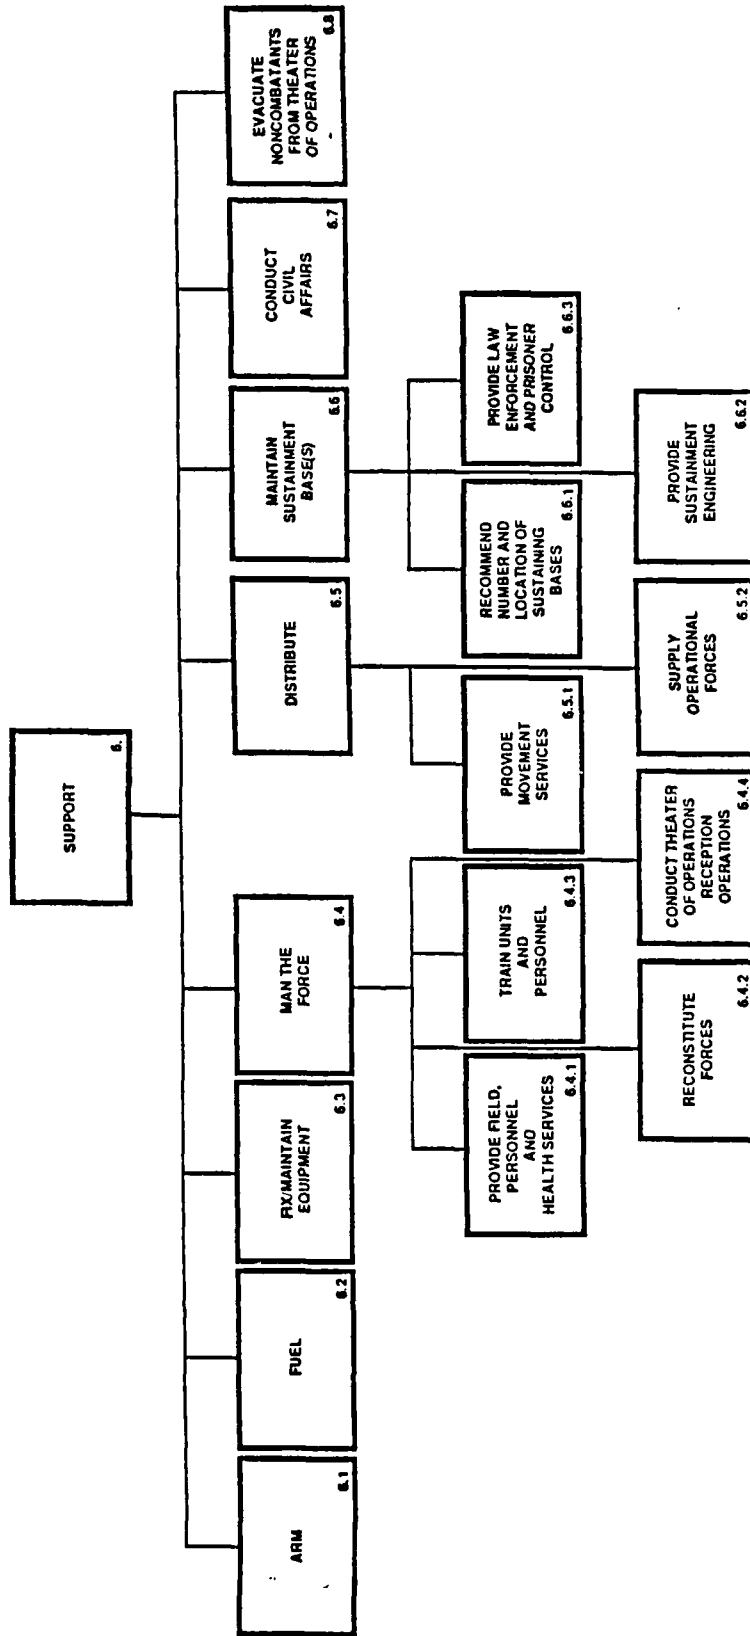 SUPPORT
6.
ARM
6.1
FUEL
6.2
FIX/MAINTAIN
EQUIPMENT
6.3
MAN THE
FORCE
6.4
DISTRIBUTE
6.5
MAINTAIN
SUSTAINMENT
BASE(S)
6.6
CONDUCT
CIVIL
AFFAIRS
6.7
EVACUATE
NONCOMBATANTS
FROM THEATER
OF OPERATIONS
6.8
PROVIDE FIELD,
PERSONNEL
AND
HEALTH SERVICES
6.4.1
TRAIN UNITS
AND
PERSONNEL
6.4.3
PROVIDE
MOVEMENT
SERVICES
6.5.1
RECOMMEND
NUMBER AND
LOCATION OF
SUSTAINING
BASES
6.6.1
PROVIDE LAW
ENFORCEMENT
AND PRISONER
CONTROL
6.6.3
RECONSTITUTE
FORCES
6.4.2
CONDUCT THEATER
OF OPERATIONS
RECEPTION
OPERATIONS
6.4.4
SUPPLY
OPERATIONAL
FORCES
6.5.2
PROVIDE
SUSTAINMENT
ENGINEERING
6.6.2